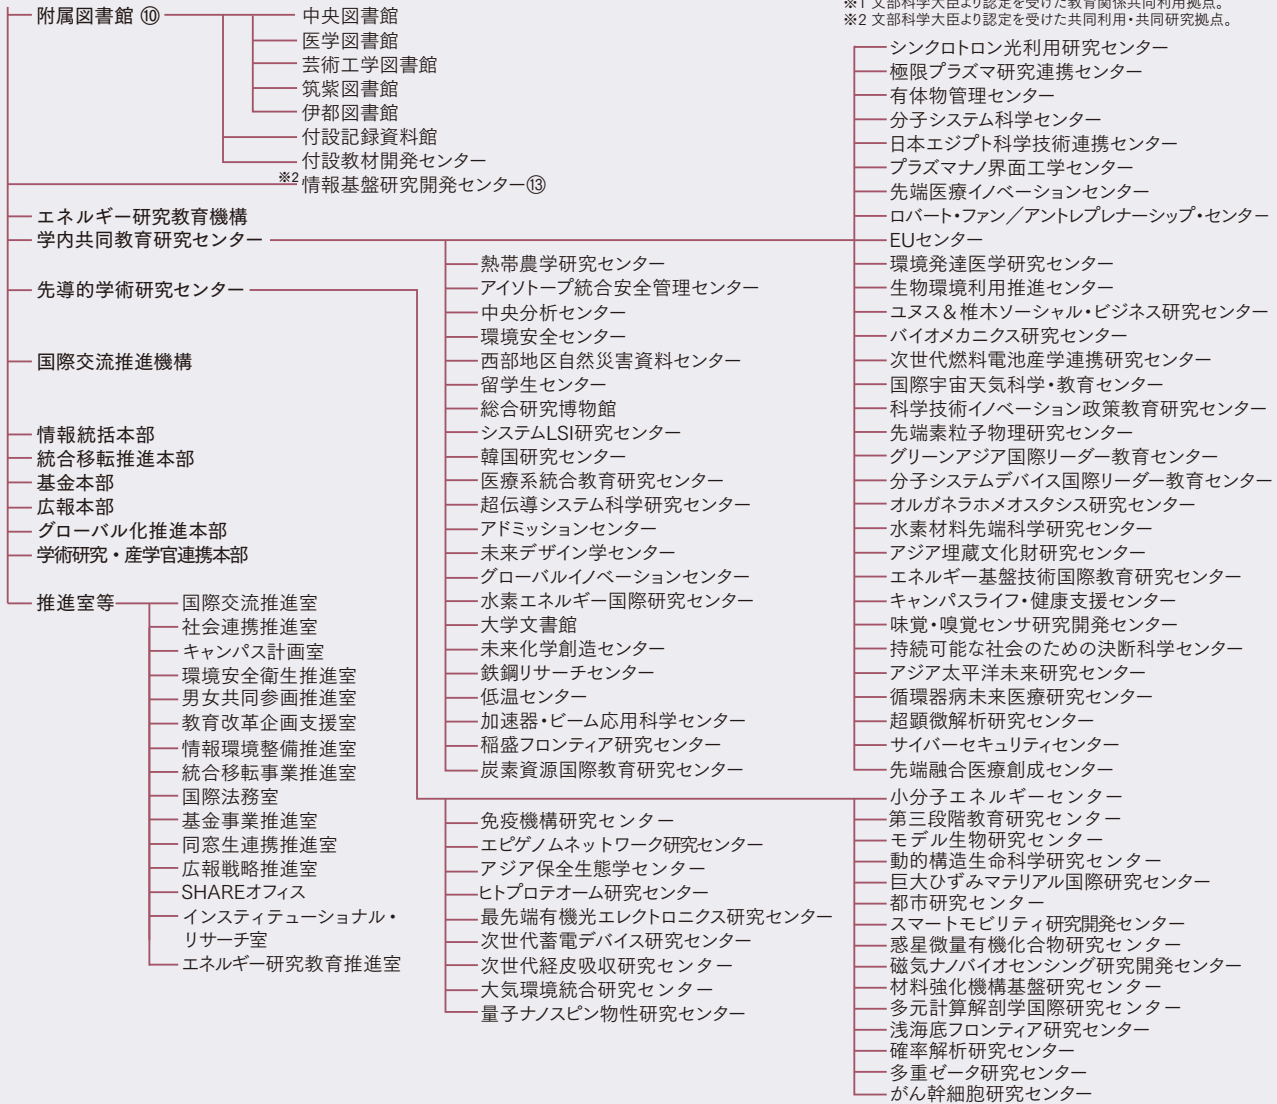 ※1 文部科学大臣より認定を受けた教育関係共同利用拠点。
※2 文部科学大臣より認定を受けた共同利用・共同研究拠点。
附属図書館 ⑩
中央図書館
医学図書館
芸術工学図書館
筑紫図書館
伊都図書館
付設記録資料館
付設教材開発センター
※2 情報基盤研究開発センター⑬
エネルギー研究教育機構
学内共同教育研究センター
熱帯農学研究センター
アイソトープ統合安全管理センター
中央分析センター
環境安全センター
西部地区自然災害資料センター
留学生センター
総合研究博物館
システムLSI研究センター
韓国研究センター
医療系統合教育研究センター
超伝導システム科学研究センター
アドミッションセンター
未来デザイン学センター
グローバルイノベーションセンター
水素エネルギー国際研究センター
大学文書館
未来化学創造センター
鉄鋼リサーチセンター
低温センター
加速器・ビーム応用科学センター
稲盛フロンティア研究センター
炭素資源国際教育研究センター
シンクロトロン光利用研究センター
極限プラズマ研究連携センター
有体物管理センター
分子システム科学センター
日本エジプト科学技術連携センター
プラズマナノ界面工学センター
先端医療イノベーションセンター
ロバート・ファン／アントレプレナーシップ・センター
EUセンター
環境発達医学研究センター
生物環境利用推進センター
ユヌス＆椎木ソーシャル・ビジネス研究センター
バイオメカニクス研究センター
次世代燃料電池産学連携研究センター
国際宇宙天気科学・教育センター
科学技術イノベーション政策教育研究センター
先端素粒子物理研究センター
グリーンアジア国際リーダー教育センター
分子システムデバイス国際リーダー教育センター
オルガネラホメオスタシス研究センター
水素材料先端科学研究センター
アジア埋蔵文化財研究センター
エネルギー基盤技術国際教育研究センター
キャンパスライフ・健康支援センター
味覚・嗅覚センサ研究開発センター
持続可能な社会のための決断科学センター
アジア太平洋未来研究センター
循環器病未来医療研究センター
超顕微解析研究センター
サイバーセキュリティセンター
先端融合医療創成センター
先導的学術研究センター
免疫機構研究センター
エピゲノムネットワーク研究センター
アジア保全生態学センター
ヒトプロテオーム研究センター
最先端有機光エレクトロニクス研究センター
次世代蓄電デバイス研究センター
次世代経皮吸収研究センター
大気環境統合研究センター
量子ナノスピン物性研究センター
小分子エネルギーセンター
第三段階教育研究センター
モデル生物研究センター
動的構造生命科学研究センター
巨大ひずみマテリアル国際研究センター
都市研究センター
スマートモビリティ研究開発センター
惑星微量有機化合物研究センター
磁気ナノバイオセンシング研究開発センター
材料強化機構基盤研究センター
多元計算解剖学国際研究センター
浅海底フロンティア研究センター
確率解析研究センター
多重ゼータ研究センター
がん幹細胞研究センター
国際交流推進機構
情報統括本部
統合移転推進本部
基金本部
広報本部
グローバル化推進本部
学術研究・産学官連携本部
推進室等
国際交流推進室
社会連携推進室
キャンパス計画室
環境安全衛生推進室
男女共同参画推進室
教育改革企画支援室
情報環境整備推進室
統合移転事業推進室
国際法務室
基金事業推進室
同窓生連携推進室
広報戦略推進室
SHAREオフィス
インスティテューショナル・
リサーチ室
エネルギー研究教育推進室